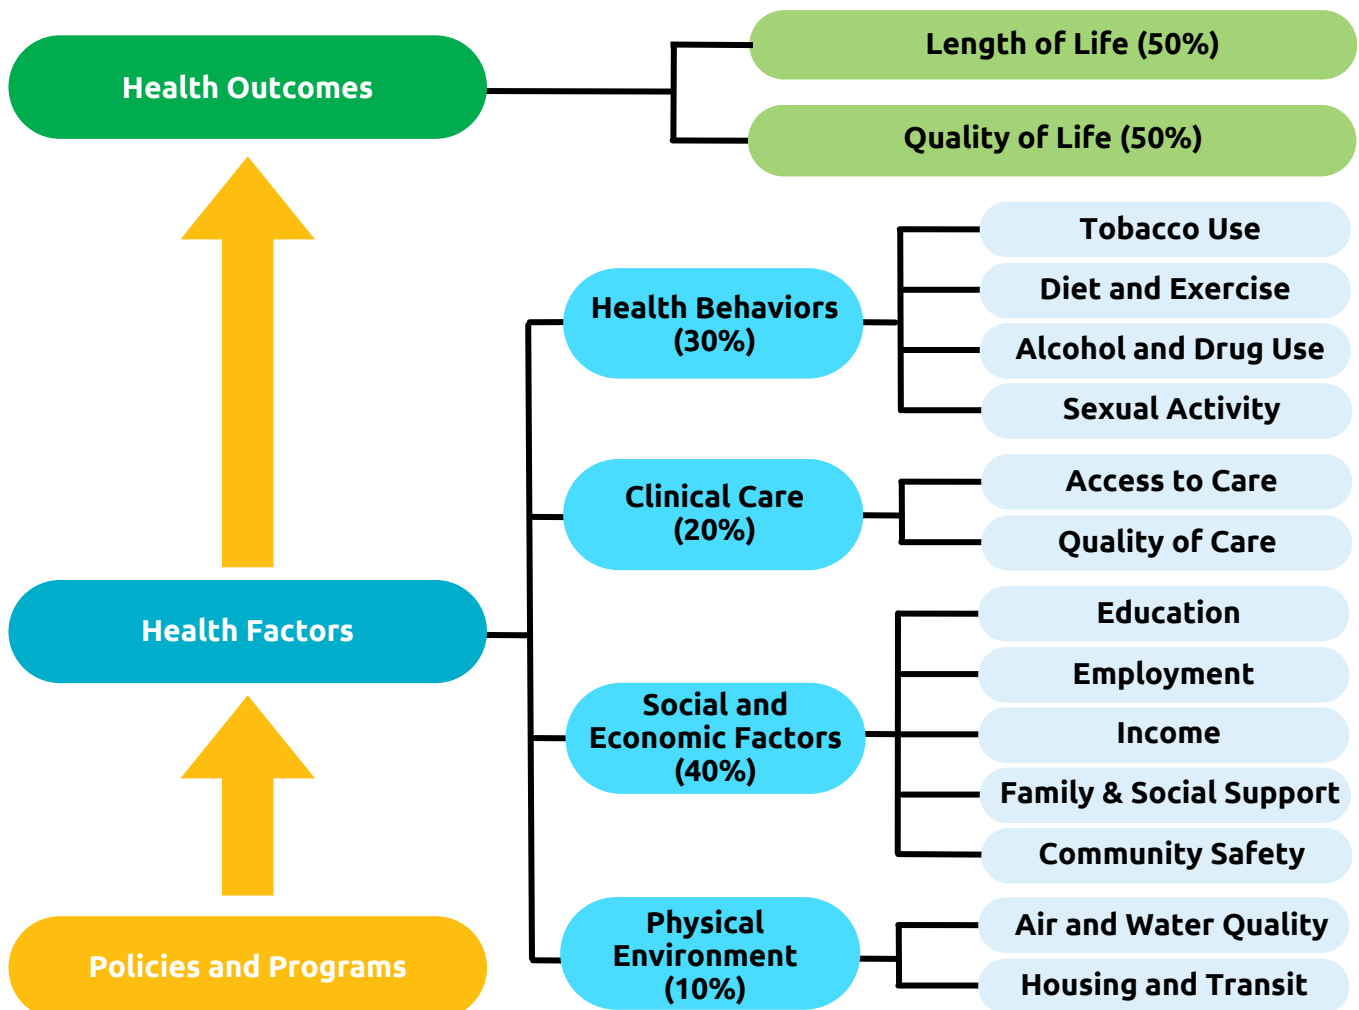 Health Outcomes
Length of Life (50%)
Quality of Life (50%)
Health Factors
Health Behaviors
(30%)
Tobacco Use
Diet and Exercise
Alcohol and Drug Use
Sexual Activity
Clinical Care
(20%)
Access to Care
Quality of Care
Social and
Economic Factors
(40%)
Education
Employment
Income
Family & Social Support
Community Safety
Physical
Environment
(10%)
Air and Water Quality
Housing and Transit
Policies and Programs